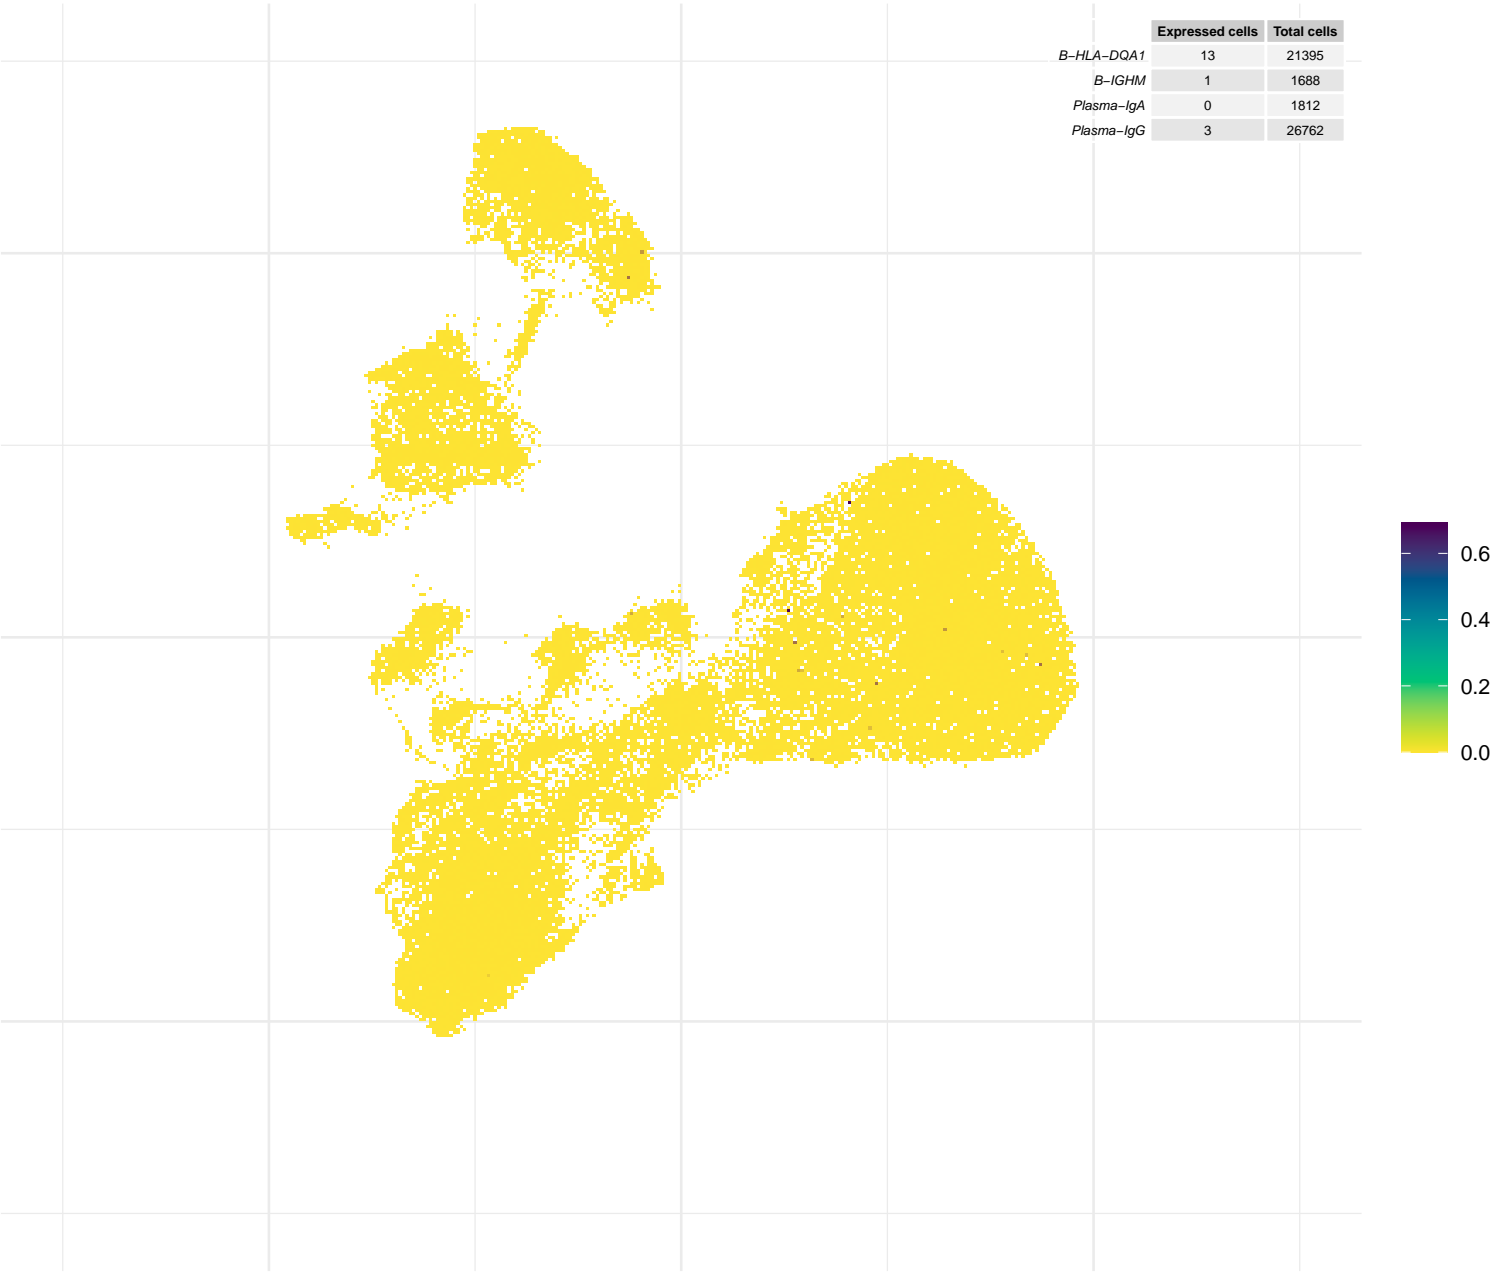 Expressed cells Total cells
B−HLA−DQA1 13 21395
B−IGHM 1 1688
Plasma−IgA 0 1812
Plasma−IgG 3 26762
0.6
0.4
0.2
0.0